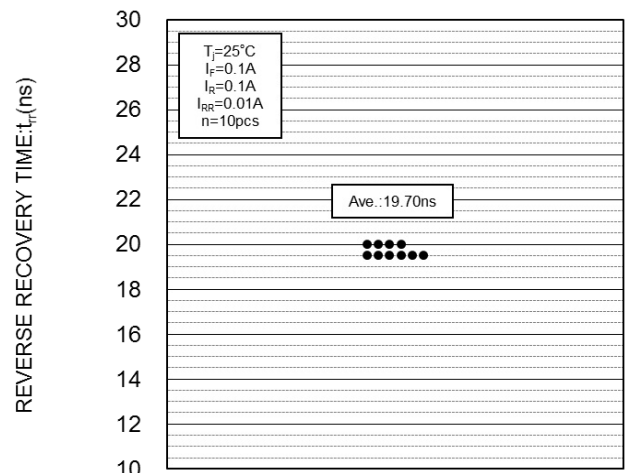 REVERSE RECOVERY TIME:trr(ns)
30
28
26
24
22
20
18
16
14
12
10
Tj=25°C
IF=0.1A
IR=0.1A
IRR=0.01A
n=10pcs
Ave.:19.70ns